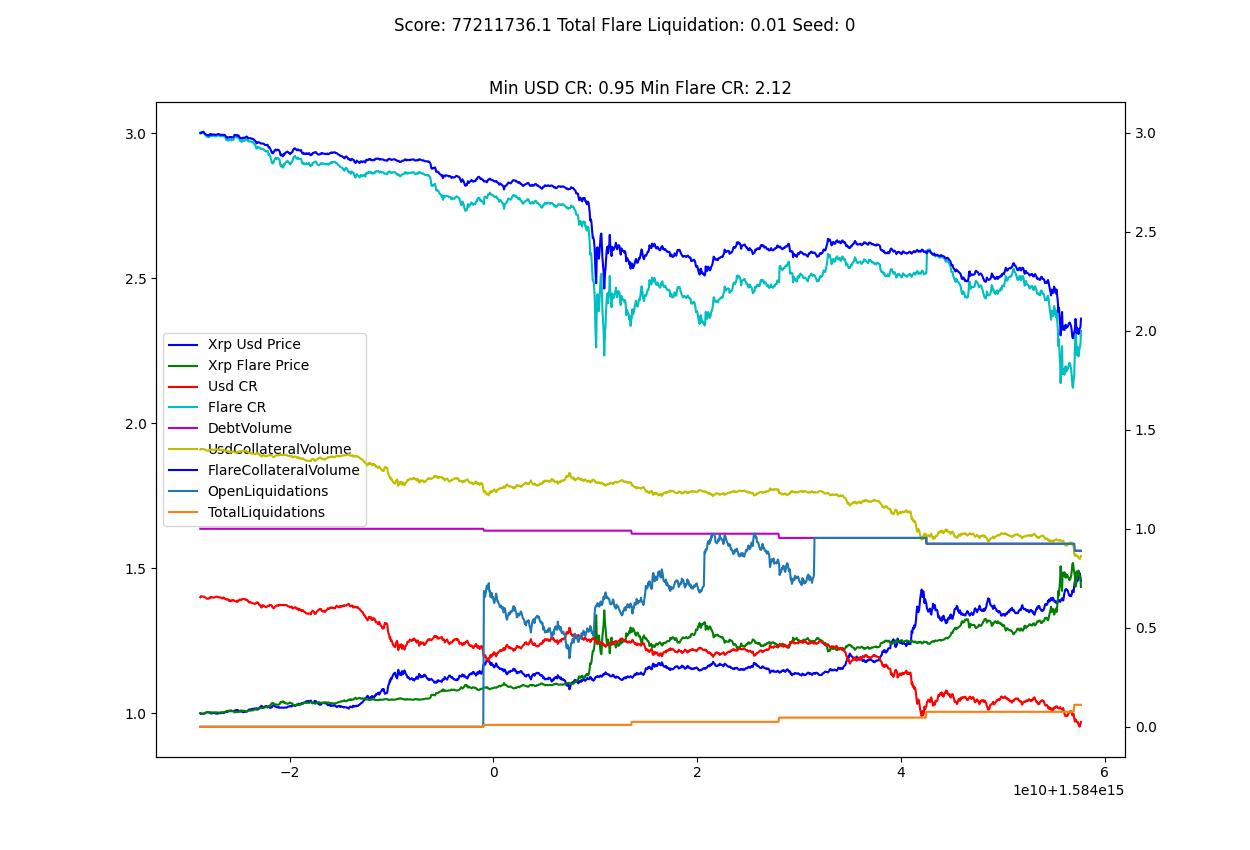 Score: 77211736.1 Total Flare Liquidation: 0.01 Seed: 0
Min USD CR: 0.95 Min Flare CR: 2.12
3.0
2.5
2.0
1.5
1.0
Xrp Usd Price
Xrp Flare Price
Usd CR
Flare CR
DebtVolume
UsdCollateralVolume
FlareCollateralVolume
OpenLiquidations
TotalLiquidations
3.0
2.5
2.0
1.5
1.0
0.5
0.0
−2 0 2 4 6
1e10+1.584e15